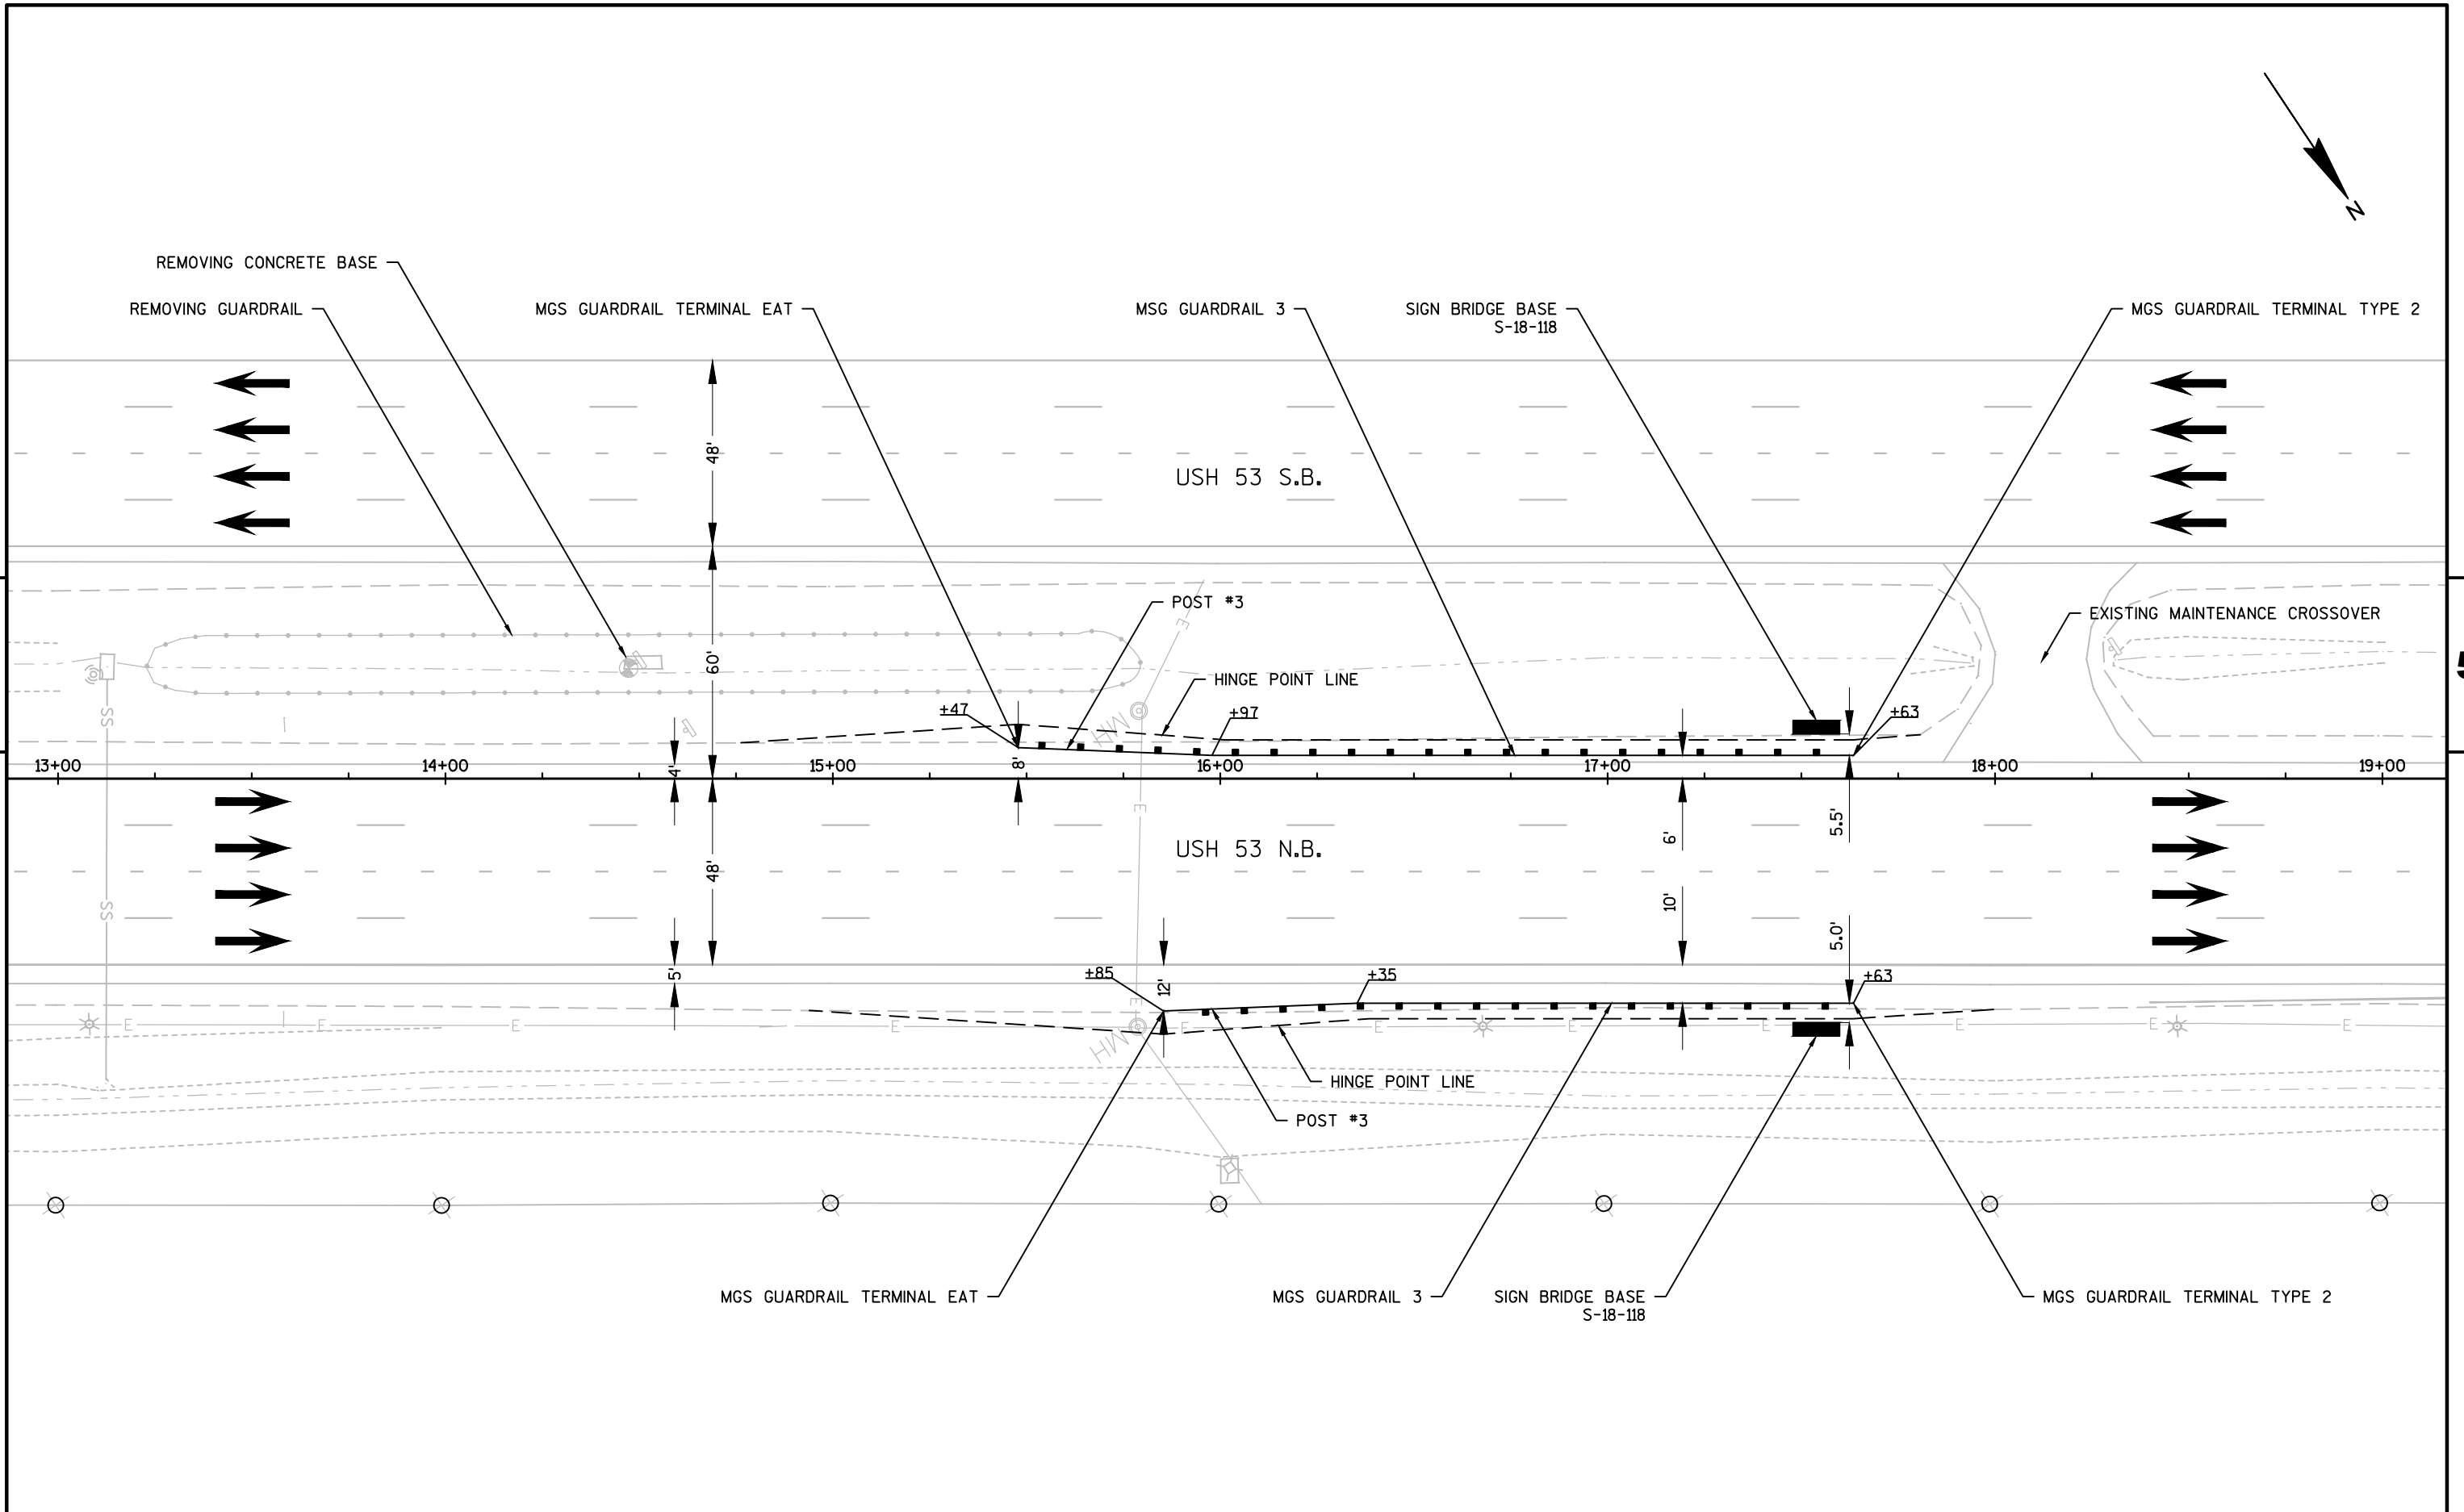 N
REMOVING CONCRETE BASE
REMOVING GUARDRAIL
MGS GUARDRAIL TERMINAL EAT
MSG GUARDRAIL 3
SIGN BRIDGE BASE
S-18-118
MGS GUARDRAIL TERMINAL TYPE 2
48'
USH 53 S.B.
POST #3
E
EXISTING MAINTENANCE CROSSOVER
60'
HINGE POINT LINE
SS
+47
+97
+63
MH
13+00
14+00
15+00
16+00
17+00
18+00
19+00
4'
8'
E
6'
5.5'
USH 53 N.B.
48'
SS
10'
5.0'
5'
+85
12'
+35
+63
E
E
E
E
E
E
E
E
E
E
E
E
MH
HINGE POINT LINE
POST #3
MGS GUARDRAIL TERMINAL EAT
MGS GUARDRAIL 3
SIGN BRIDGE BASE
S-18-118
MGS GUARDRAIL TERMINAL TYPE 2